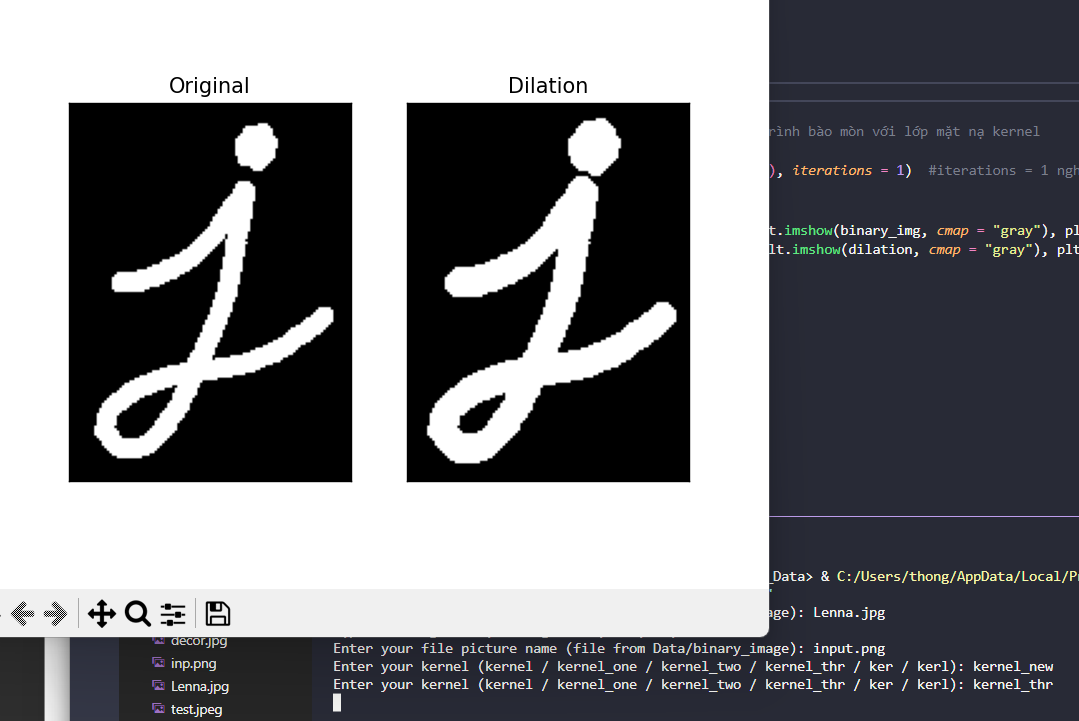 Original Dilation
rình bào mòn với lớp mặt nạ kernel
), iterations = 1) #iterations = 1 ngh
t.imshow(binary_img, cmap = "gray"), pl
lt.imshow(dilation, cmap = "gray"), plt
_Data> & C:/Users/thong/AppData/Local/P
age): Lenna.jpg
decor.jpg
Enter your file picture name (file from Data/binary_image): input.png
inp.png
Enter your kernel (kernel / kernel_one / kernel_two / kernel_thr / ker / kerl): kernel_new
Lenna.jpg
Enter your kernel (kernel / kernel_one / kernel_two / kernel_thr / ker / kerl): kernel_thr
test.jpeg